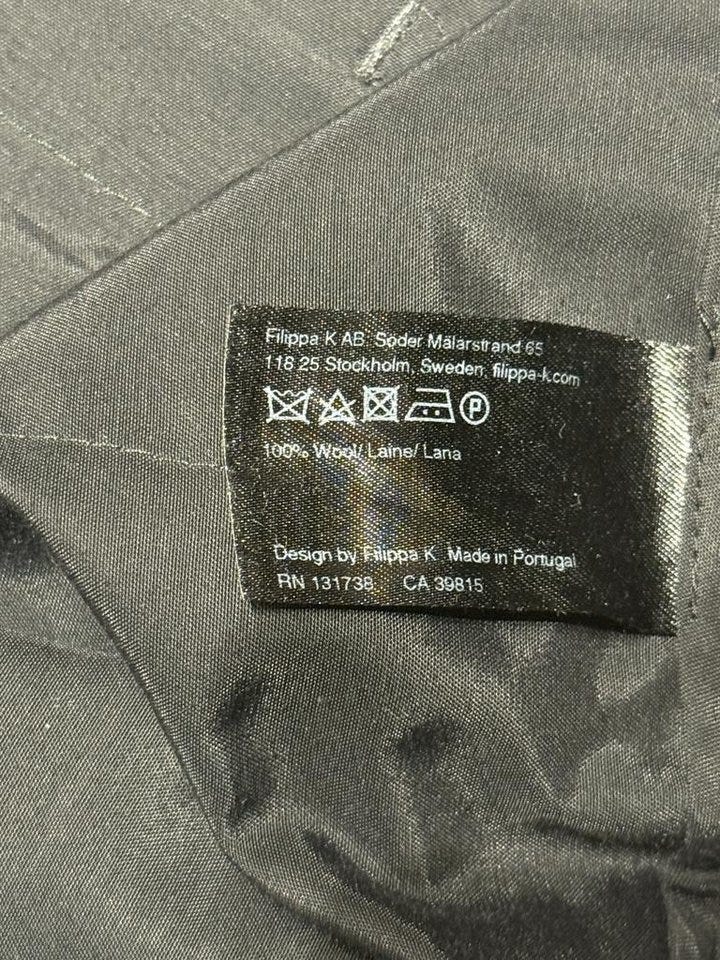 Filippa K AB, Söder Mälarstrand 65
118 25 Stockholm, Sweden, filippa-k.com
P
100% Wool/ Laine/ Lana
Design by Filippa K Made in Portugal
RN 131738 CA 39815